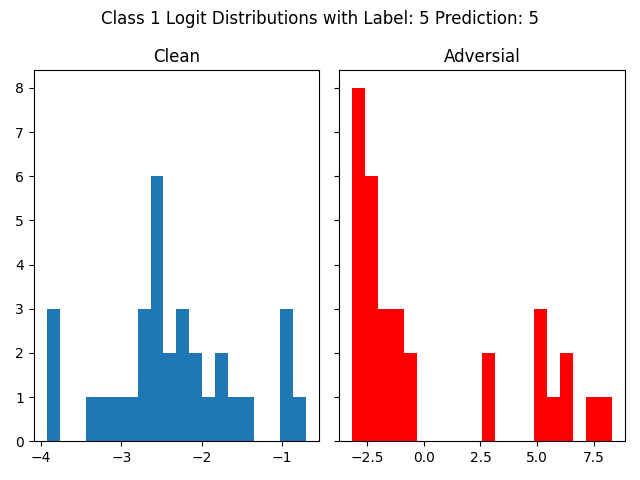 Class 1 Logit Distributions with Label: 5 Prediction: 5
Clean
Adversial
8
7
6
5
4
3
2
1
0
−4 −3 −2 −1
−2.5 0.0 2.5 5.0 7.5